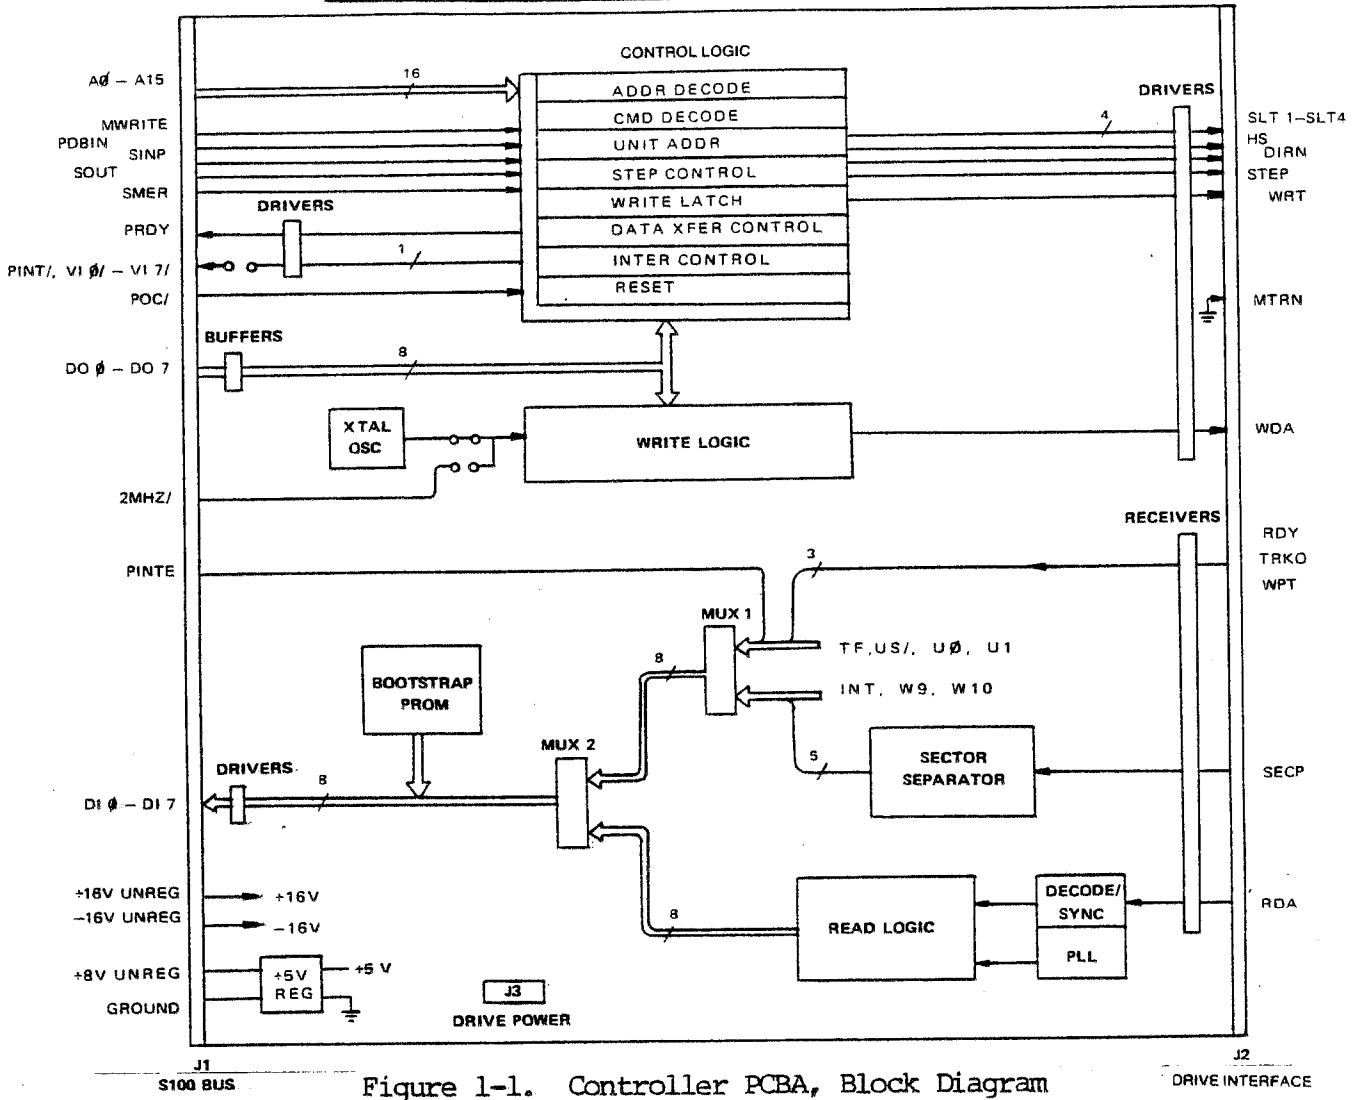 CONTROL LOGIC
A0 – A15
16
ADDR DECODE
DRIVERS
CMD DECODE
4
SLT 1–SLT4
MWRITE
PDBIN
UNIT ADDR
HS
DIRN
SINP
SOUT
STEP CONTROL
STEP
SMER
WRITE LATCH
WRT
DRIVERS
PRDY
DATA XFER CONTROL
PINT/, VI 0/ – VI 7/
1
INTER CONTROL
POC/
RESET
MTRN
BUFFERS
DO 0 – DO 7
8
XTAL
OSC
WRITE LOGIC
WDA
2MHZ/
RECEIVERS
RDY
PINTE
3
TRKO
WPT
MUX 1
TF,US/, U0, U1
8
BOOTSTRAP
PROM
INT, W9, W10
MUX 2
5
SECTOR
SEPARATOR
SECP
DRIVERS
8
DI 0 – DI 7
+16V UNREG
+16V
–16V UNREG
–16V
8
READ LOGIC
DECODE/
SYNC
RDA
PLL
+8V UNREG
+5V
REG
+5 V
GROUND
J3
DRIVE POWER
J1
S100 BUS
J2
DRIVE INTERFACE
Figure 1-1. Controller PCBA, Block Diagram